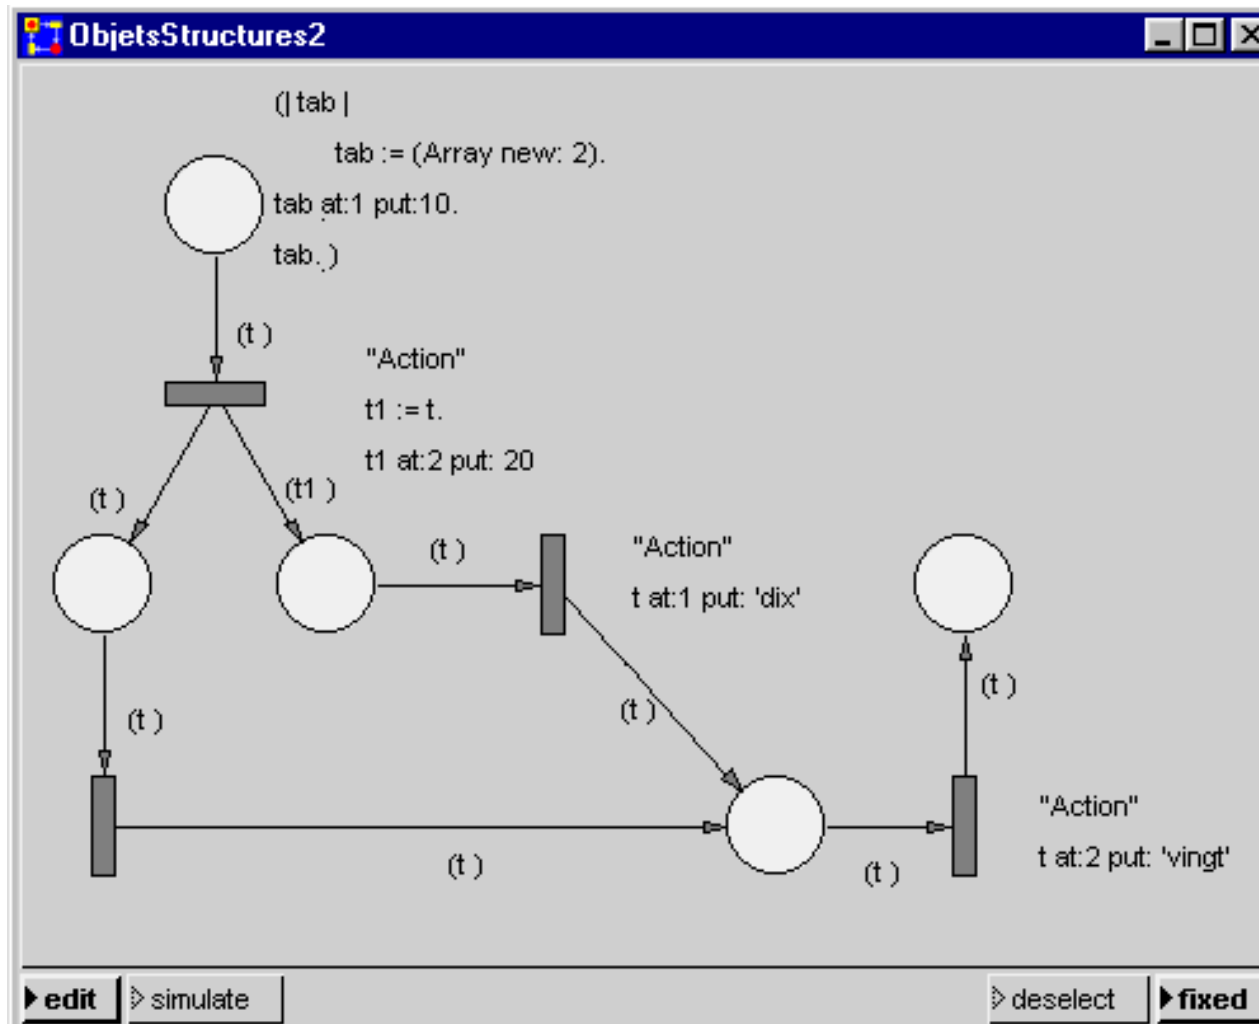 ObjetsStructures2
(| tab |
tab := (Array new: 2).
tab at:1 put:10.
tab. )
(t )
"Action"
t1 := t.
t1 at:2 put: 20
(t )
(t1 )
(t )
"Action"
t at:1 put: 'dix'
(t )
(t )
(t )
"Action"
t at:2 put: 'vingt'
(t )
(t )
edit
simulate
deselect
fixed